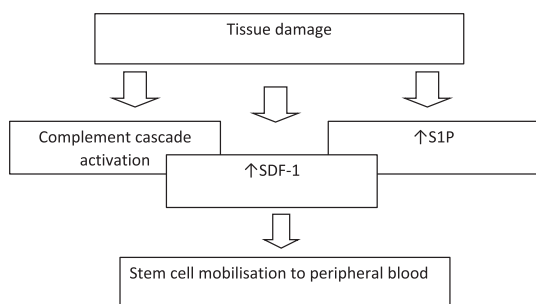 Tissue damage
Complement cascade
activation
↑S1P
↑SDF-1
Stem cell mobilisation to peripheral blood